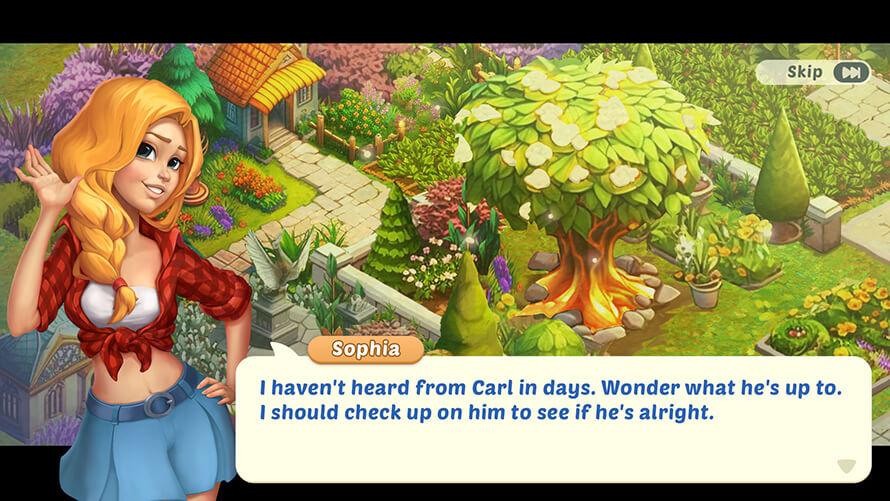 Skip
Sophia
I haven't heard from Carl in days. Wonder what he's up to.
I should check up on him to see if he's alright.